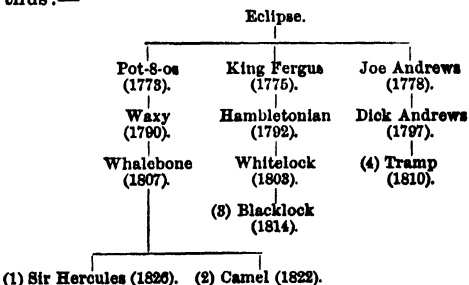 thus:—
Eclipse.
Pot-8-os King Fergus Joe Andrews
(1773). (1775). (1778).
Waxy Hambletonian Dick Andrews
(1790). (1792). (1797).
Whalebone Whitelock (4) Tramp
(1807). (1803). (1810).
(3) Blacklock
(1814).
(1) Sir Hercules (1826). (2) Camel (1822).